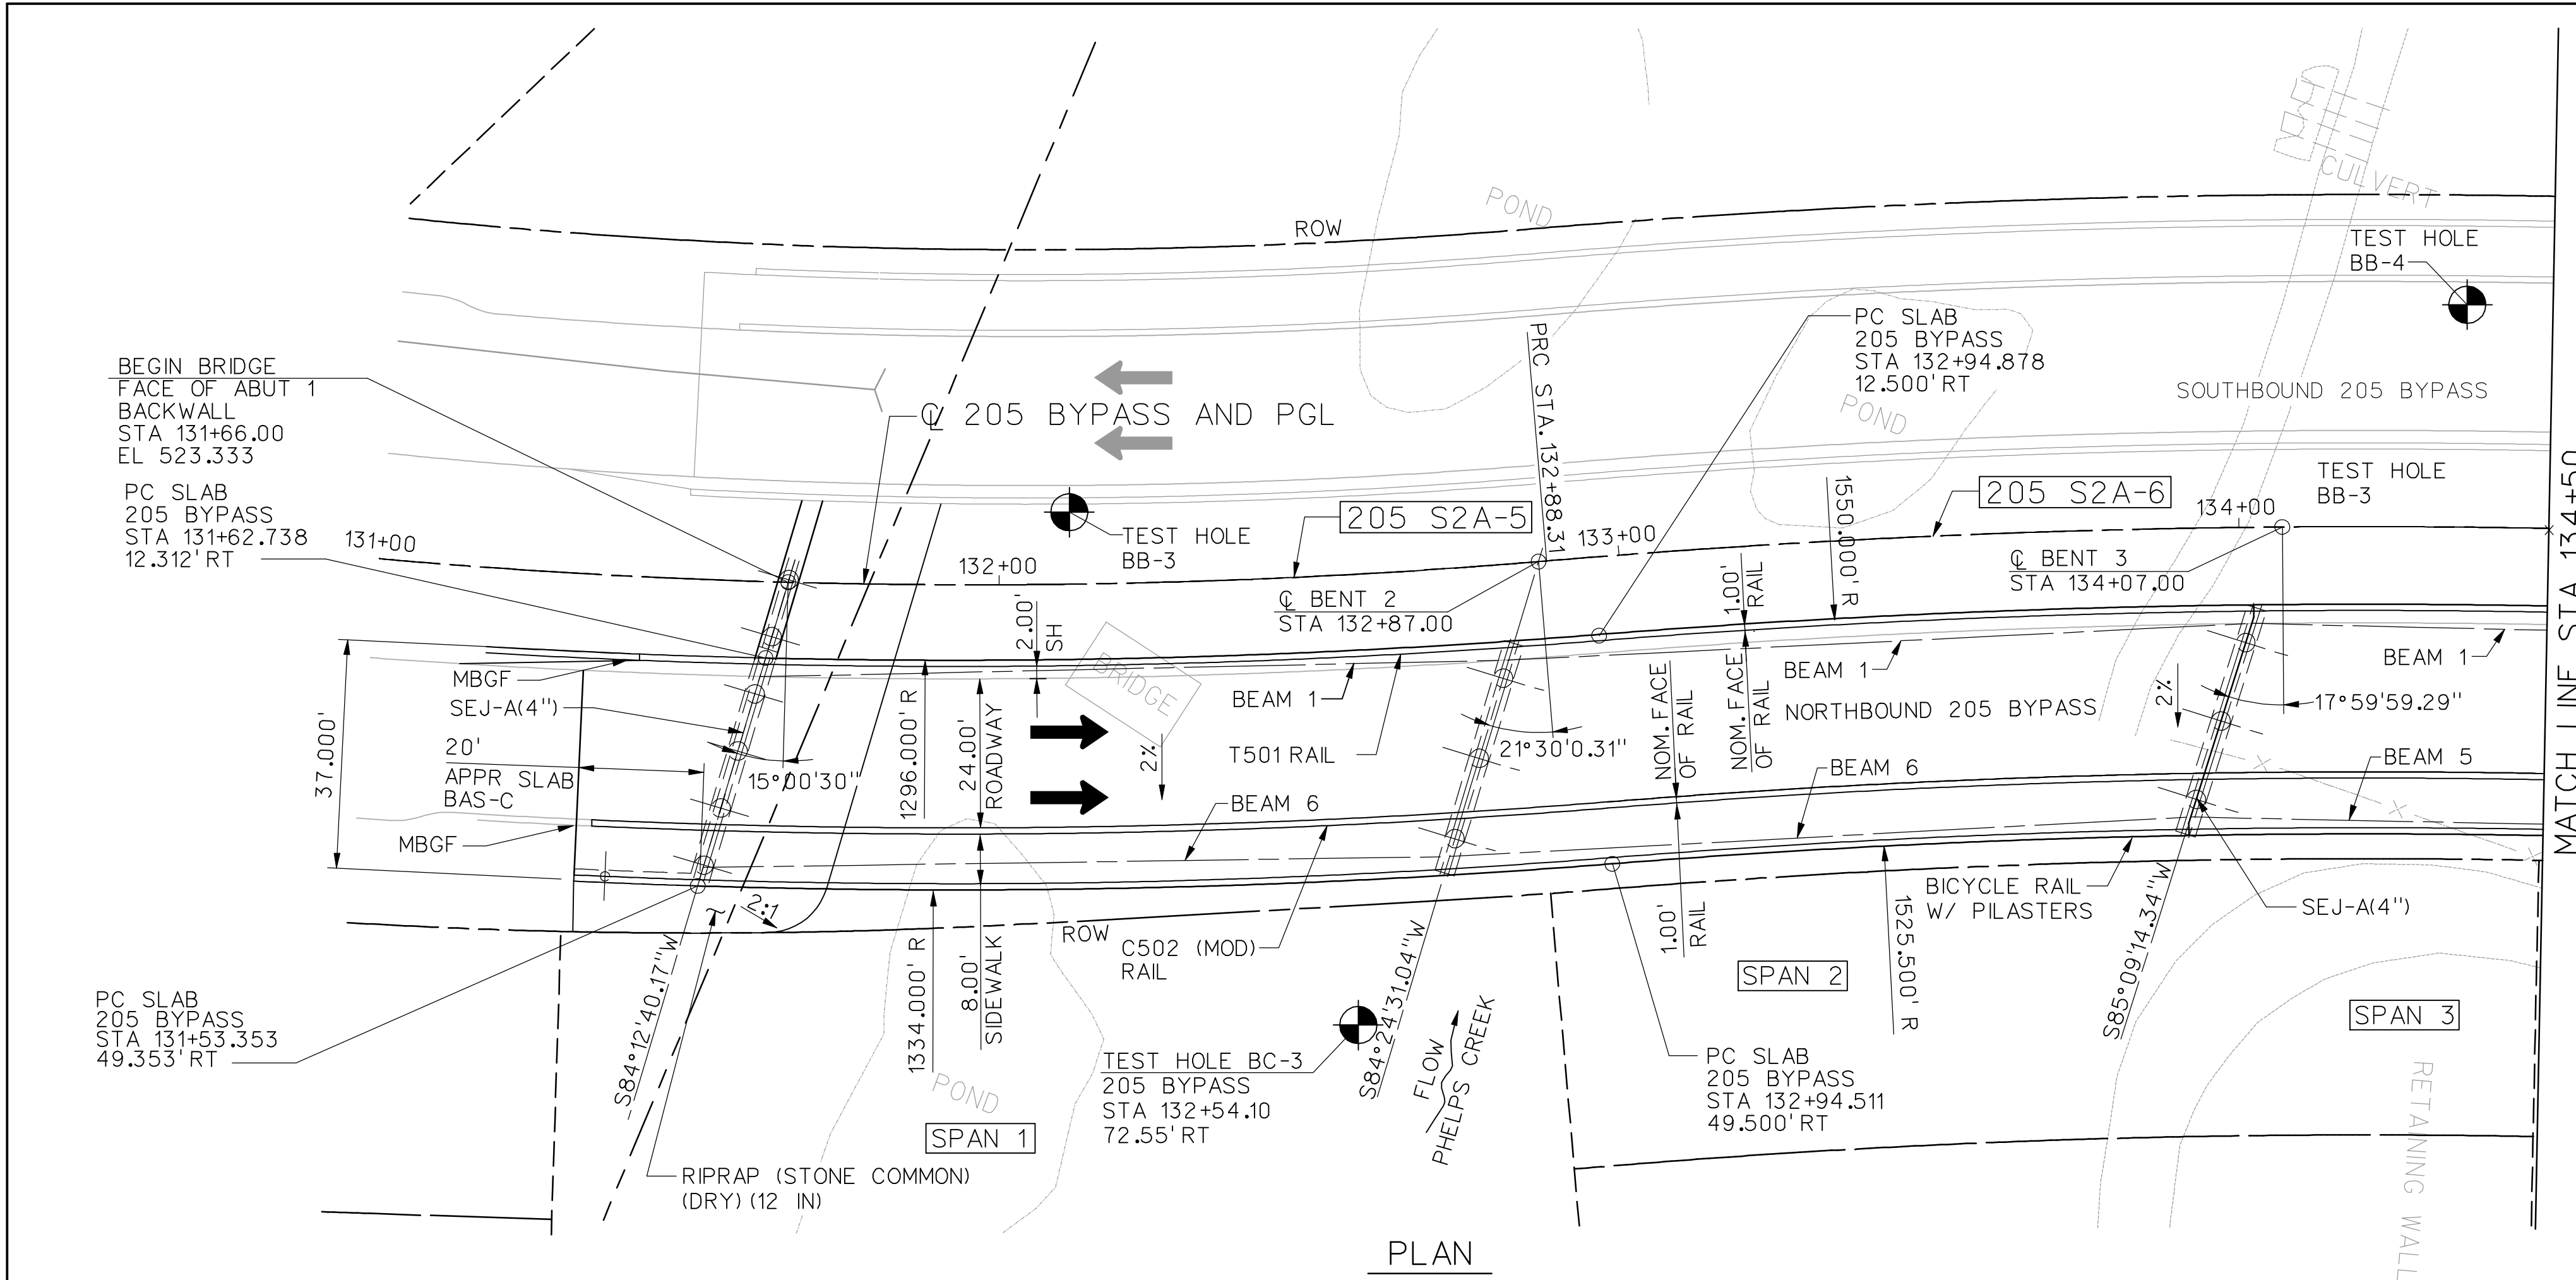 BEGIN BRIDGE
FACE OF ABUT 1
BACKWALL
STA 131+66.00
EL 523.333
PC SLAB
205 BYPASS
STA 131+62.738
12.312' RT
131+00
37.000'
MBGF
SEJ-A(4")
20'
APPR SLAB
BAS-C
MBGF
PC SLAB
205 BYPASS
STA 131+53.353
49.353' RT
S84°12'40.17"W
2:1
RIPRAP (STONE COMMON)
(DRY) (12 IN)
15°00'30"
℄ 205 BYPASS AND PGL
TEST HOLE
BB-3
132+00
2.00'
SH
1296.000' R
24.00'
ROADWAY
1334.000' R
8.00'
SIDEWALK
POND
SPAN 1
BRIDGE
2%
BEAM 6
ROW
ROW
POND
205 S2A-5
PRC STA. 132+88.31
℄ BENT 2
STA 132+87.00
BEAM 1
T501 RAIL
21°30'0.31"
C502 (MOD)
RAIL
TEST HOLE BC-3
205 BYPASS
STA 132+54.10
72.55' RT
S84°24'31.04"W
FLOW
PHELPS CREEK
133+00
PC SLAB
205 BYPASS
STA 132+94.878
12.500' RT
POND
1.00'
RAIL
1550.000' R
NOM. FACE
OF RAIL
NOM. FACE
OF RAIL
BEAM 1
NORTHBOUND 205 BYPASS
BEAM 6
1.00'
RAIL
SPAN 2
1525.500' R
PC SLAB
205 BYPASS
STA 132+94.511
49.500' RT
BICYCLE RAIL
W/ PILASTERS
205 S2A-6
134+00
℄ BENT 3
STA 134+07.00
CULVERT
TEST HOLE
BB-4
SOUTHBOUND 205 BYPASS
TEST HOLE
BB-3
BEAM 1
2%
17°59'59.29"
BEAM 5
SEJ-A(4")
S85°09'14.34"W
SPAN 3
RETAINING WALL
MATCH LINE STA 134+50
PLAN